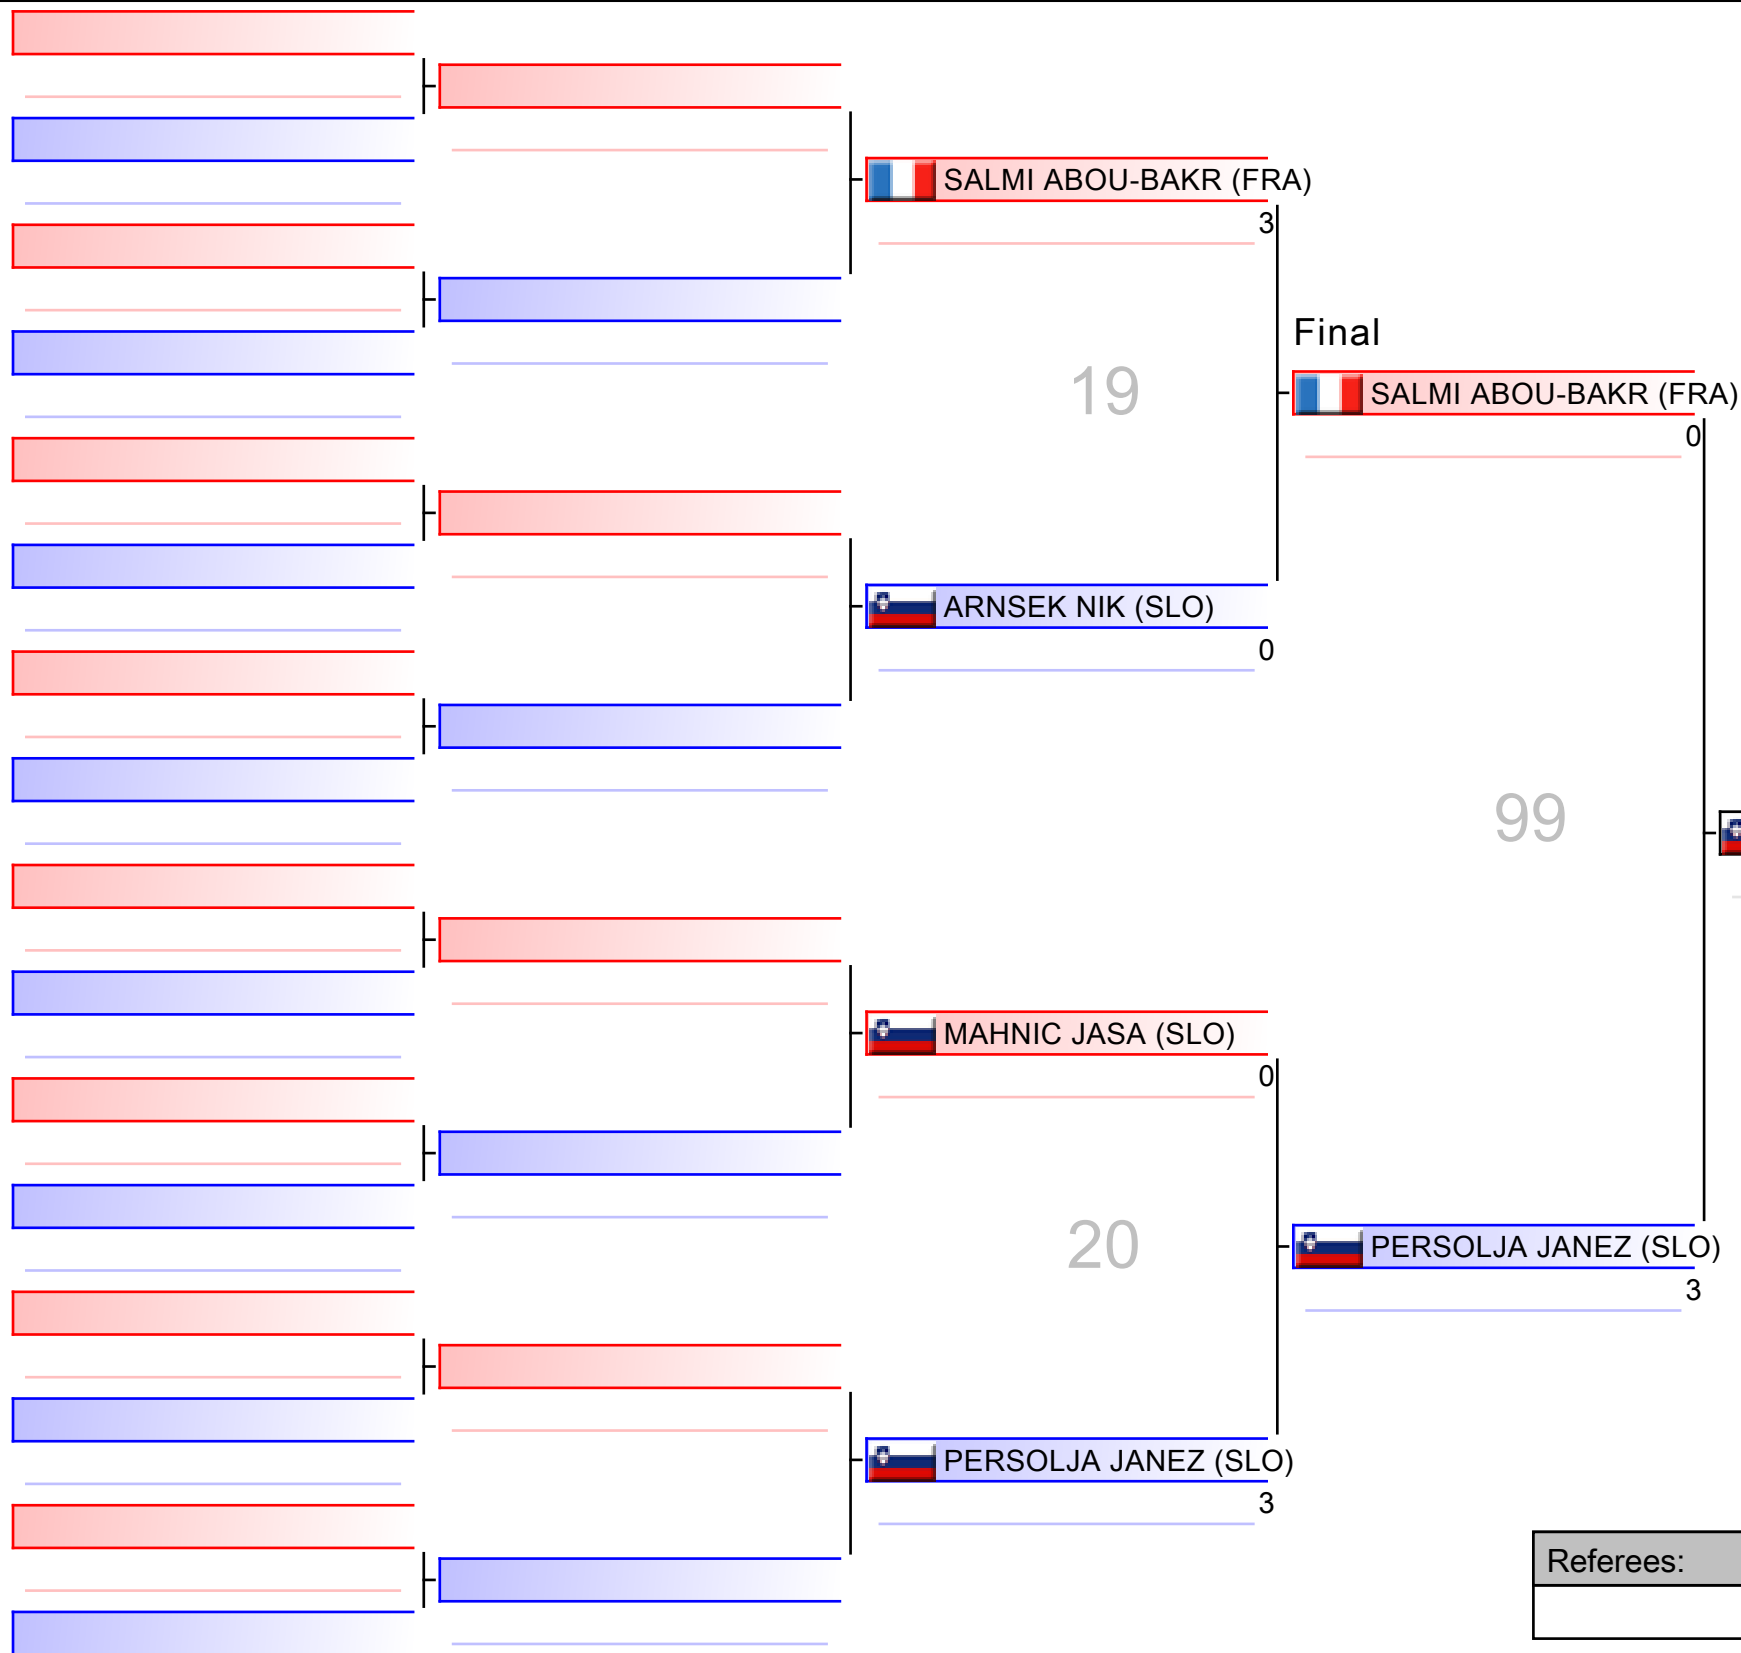 SALMI ABOU-BAKR (FRA)
3
19
Final
SALMI ABOU-BAKR (FRA)
0
ARNSEK NIK (SLO)
0
99
MAHNIC JASA (SLO)
0
20
PERSOLJA JANEZ (SLO)
3
PERSOLJA JANEZ (SLO)
3
Referees: